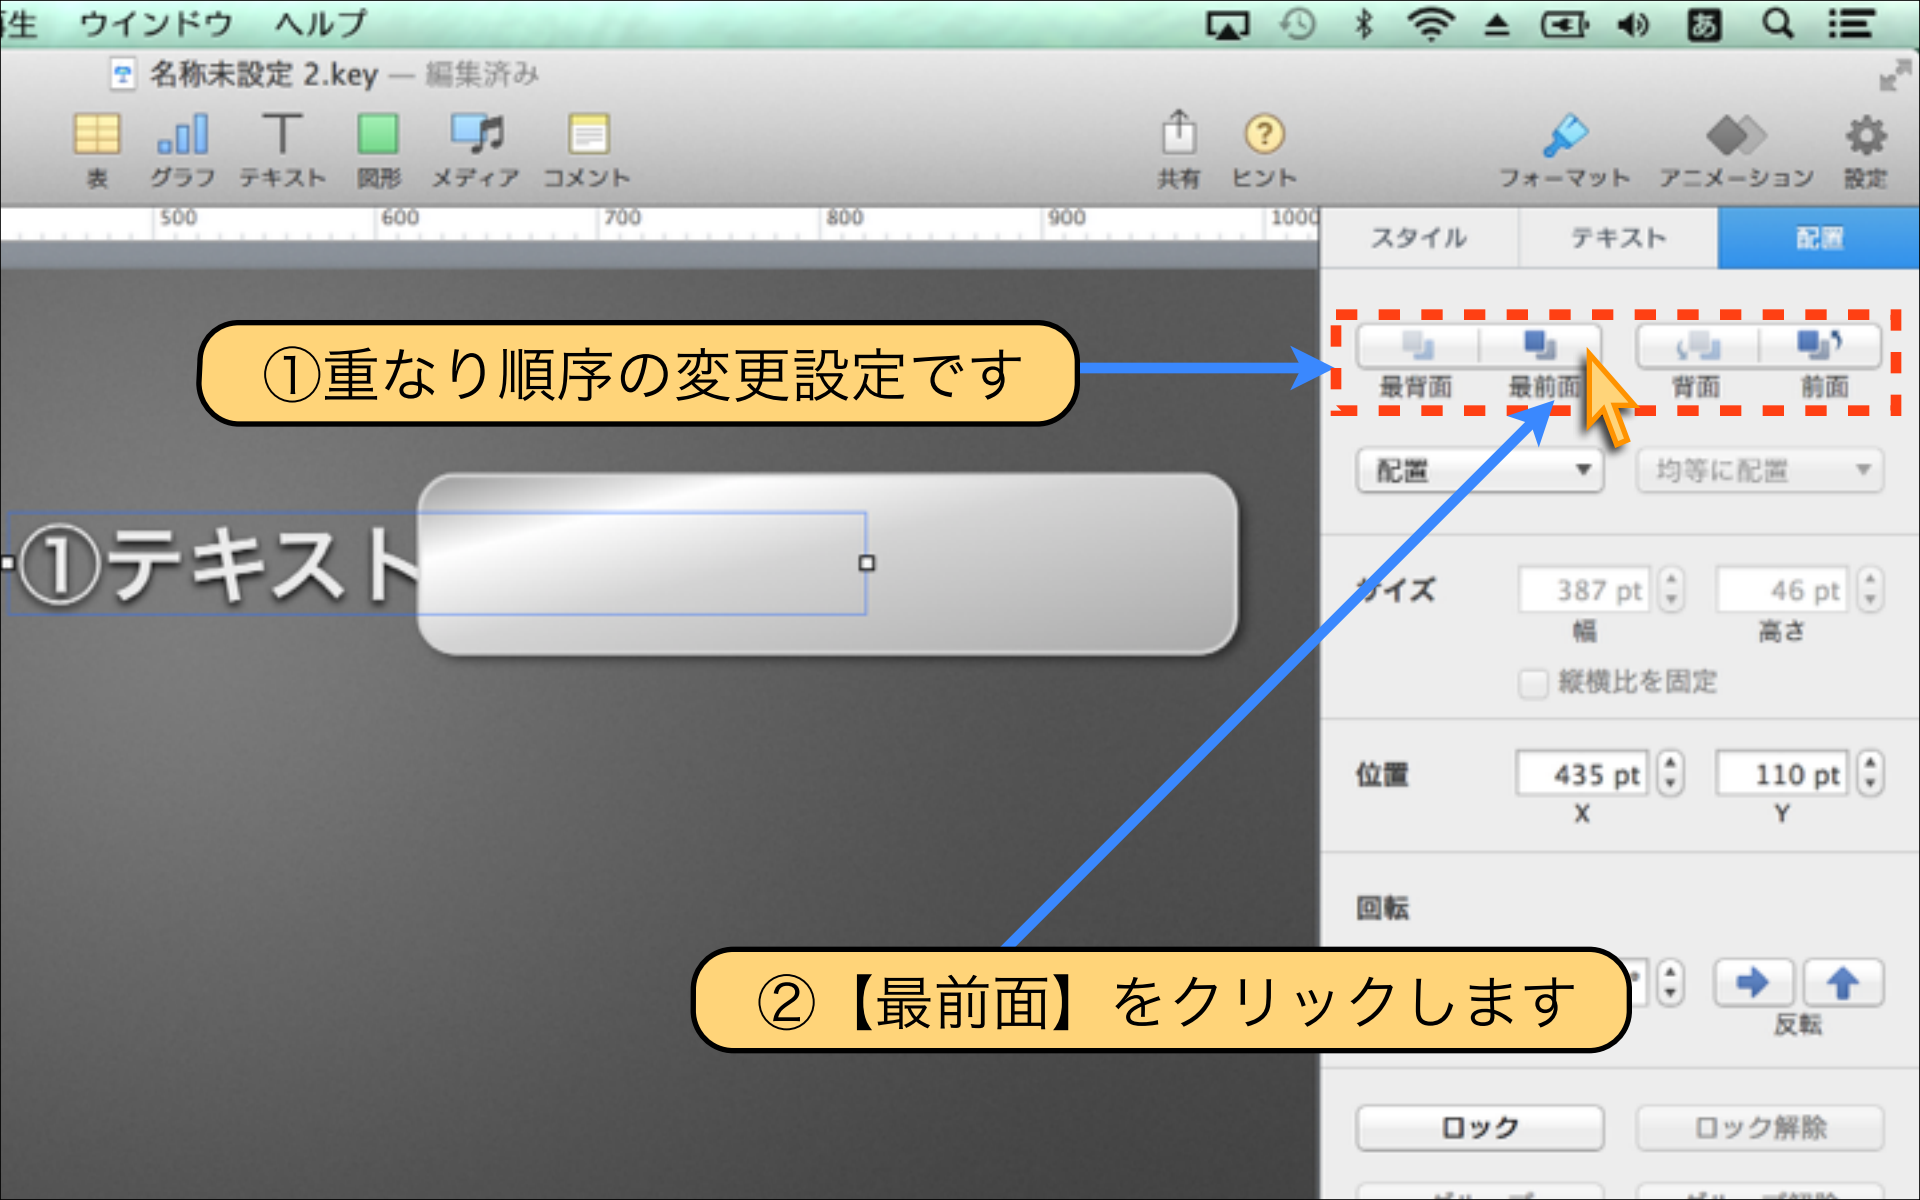 生 ウインドウ ヘルプ あ
名称未設定 2.key — 編集済み
表 グラフ テキスト 図形 メディア コメント 共有 ヒント フォーマット アニメーション 設定
500 600 700 800 900 1000
スタイル テキスト 配置
①重なり順序の変更設定です
最背面 最前面 背面 前面
配置 均等に配置
①テキスト
サイズ 387 pt 46 pt
幅 高さ
縦横比を固定
位置 435 pt 110 pt
X Y
回転
②【最前面】をクリックします
反転
ロック ロック解除